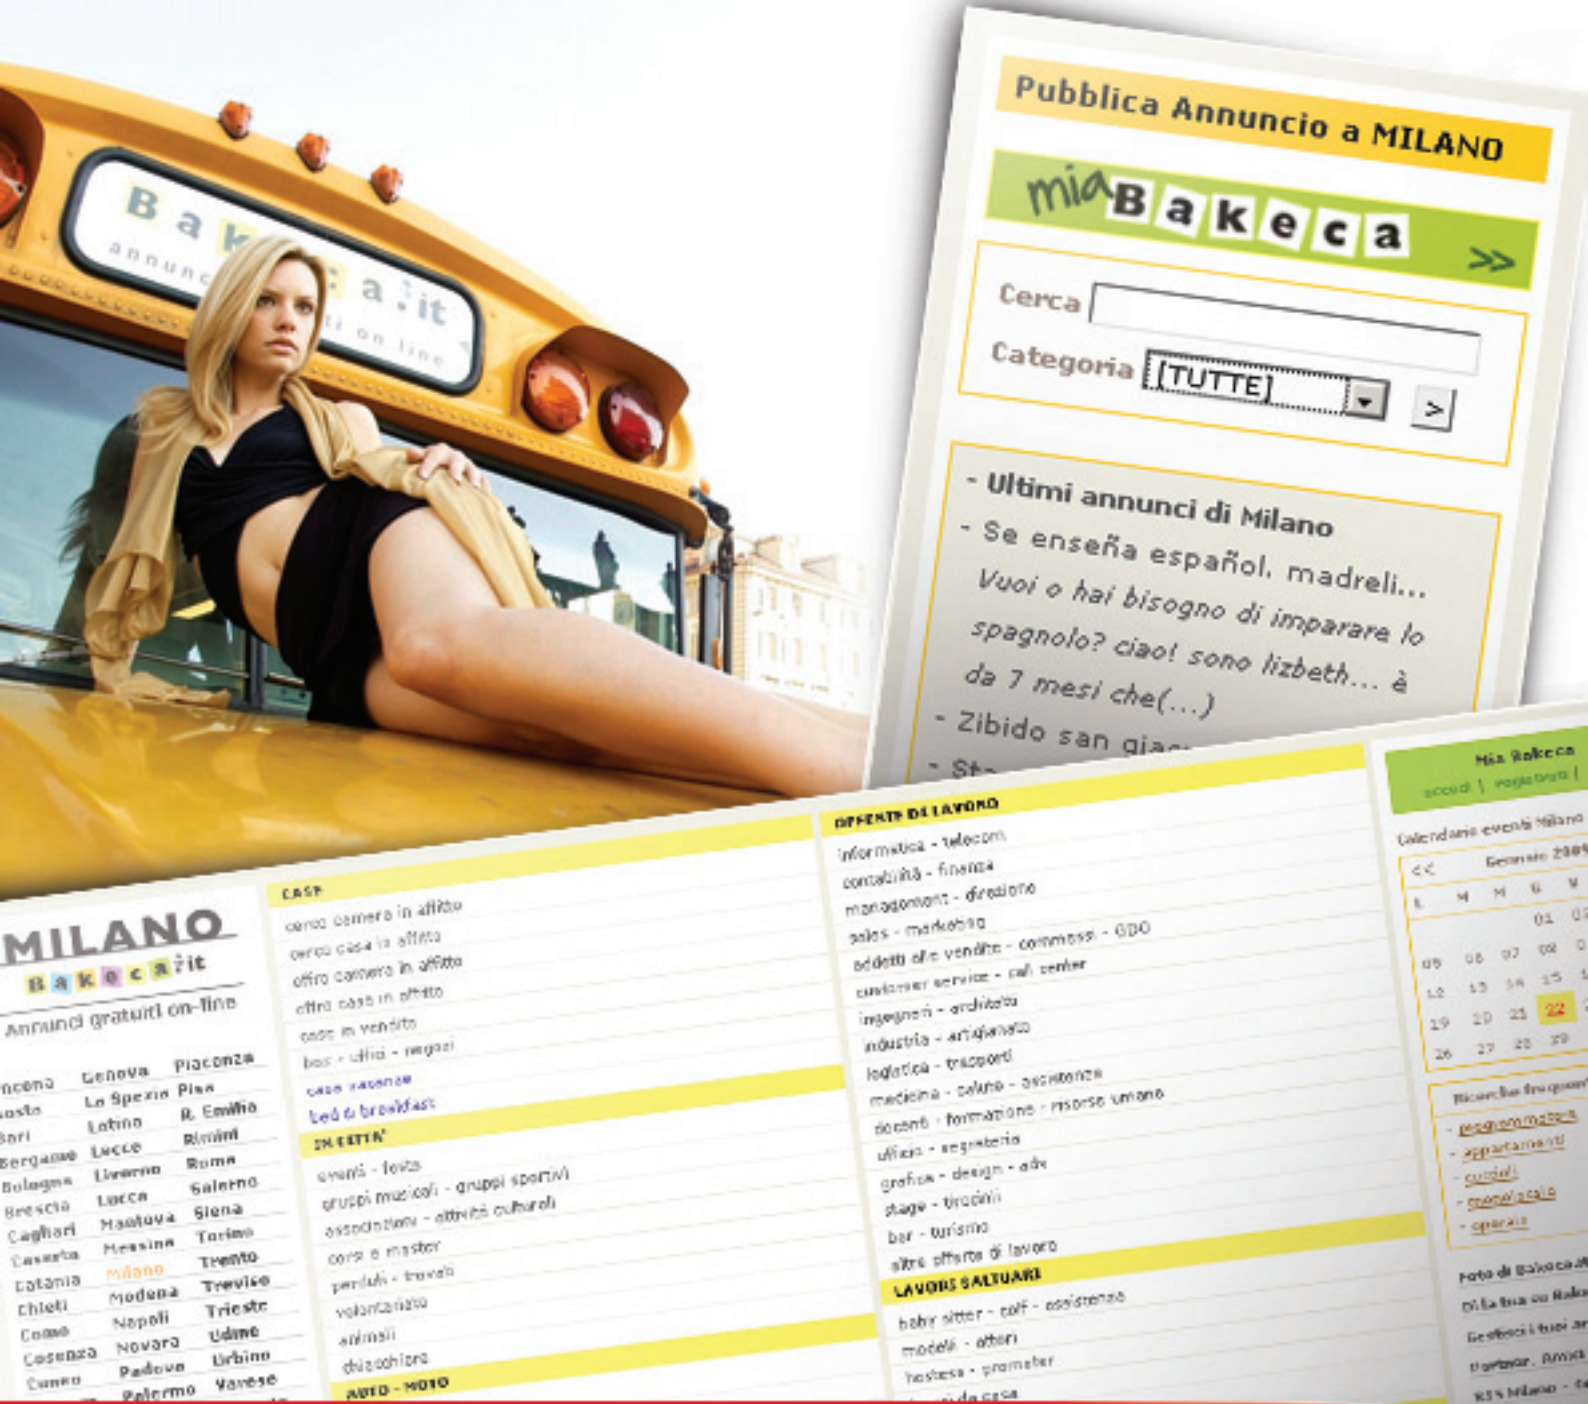 Bakeca.it
annunci
on line
Pubblica Annuncio a MILANO
miaBakeca >>
Cerca
Categoria [TUTTE] >
- Ultimi annunci di Milano
- Se enseña español. madreli...
Vuoi o hai bisogno di imparare lo
spagnolo? ciao! sono lizbeth... è
da 7 mesi che(...)
- Zibido san
MILANO
Bakeca.it
Annunci gratuiti on-line
Genova Piacenza
La Spezia Pisa
Latina R. Emilia
Bergamo Lecce Rimini
Bologna Livorno Roma
Brescia Lucca Salerno
Cagliari Mantova Siena
Caserta Messina Torino
Catania Milano Trento
Chieti Modena Treviso
Como Napoli Trieste
Cosenza Novara Udine
Cuneo Padova Urbino
Palermo Varese
CASE
cerco camera in affitto
cerco casa in affitto
offro camera in affitto
offro casa in affitto
case in vendita
box - uffici - negozi
case vacanze
bed & breakfast
IN CITTA'
eventi - feste
gruppi musicali - gruppi sportivi
associazioni - attività culturali
corsi e master
perduti - trovati
volontariato
animali
chiacchiere
AUTO - MOTO
OFFERTE DI LAVORO
informatica - telecom
contabilità - finanza
management - direzione
sales - marketing
addetti alle vendite - commessi - GDO
customer service - call center
ingegneri - architetti
industria - artigianato
logistica - trasporti
medicina - salute - assistenza
docenti - formazione - risorse umane
ufficio - segreteria
grafica - design - adv
stage - tirocini
bar - turismo
altre offerte di lavoro
LAVORI SALTUARI
baby sitter - colf - assistenza
modelli - attori
hostess - promoter
Mia Bakeca
accedi | registrati |
Calendario eventi Milano
<< Gennaio 2009
01
05 06 07 08
12 13 14 15
19 20 21 22
26 27 28 29
- programmatore
- appartamenti
- cuccioli
- monolocale
- operaio